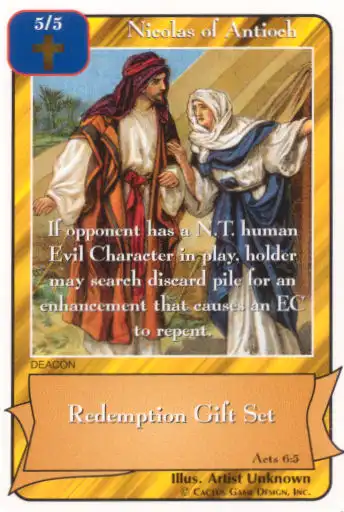 5/5
Nicolas of Antioch
If opponent has a N.T. human
Evil Character in play, holder
may search discard pile for an
enhancement that causes an EC
to repent.
DEACON
Redemption Gift Set
Acts 6:5
Illus. Artist Unknown
© Cactus Game Design, Inc.